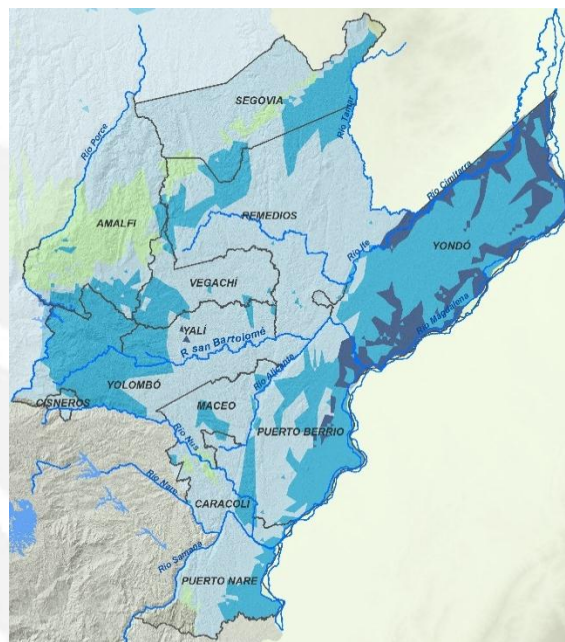 SEGOVIA
Río Tamar
Río Porce
Río Cimitarra
AMALFI
REMEDIOS
YONDÓ
Río Ite
VEGACHÍ
Río Magdalena
YALÍ
R. san Bartolomé
YOLOMBÓ
Río Alicante
CISNEROS
MACEO
Río Nus
PUERTO BERRIO
Río Nare
CARACOLÍ
Río Samaná
PUERTO NARE